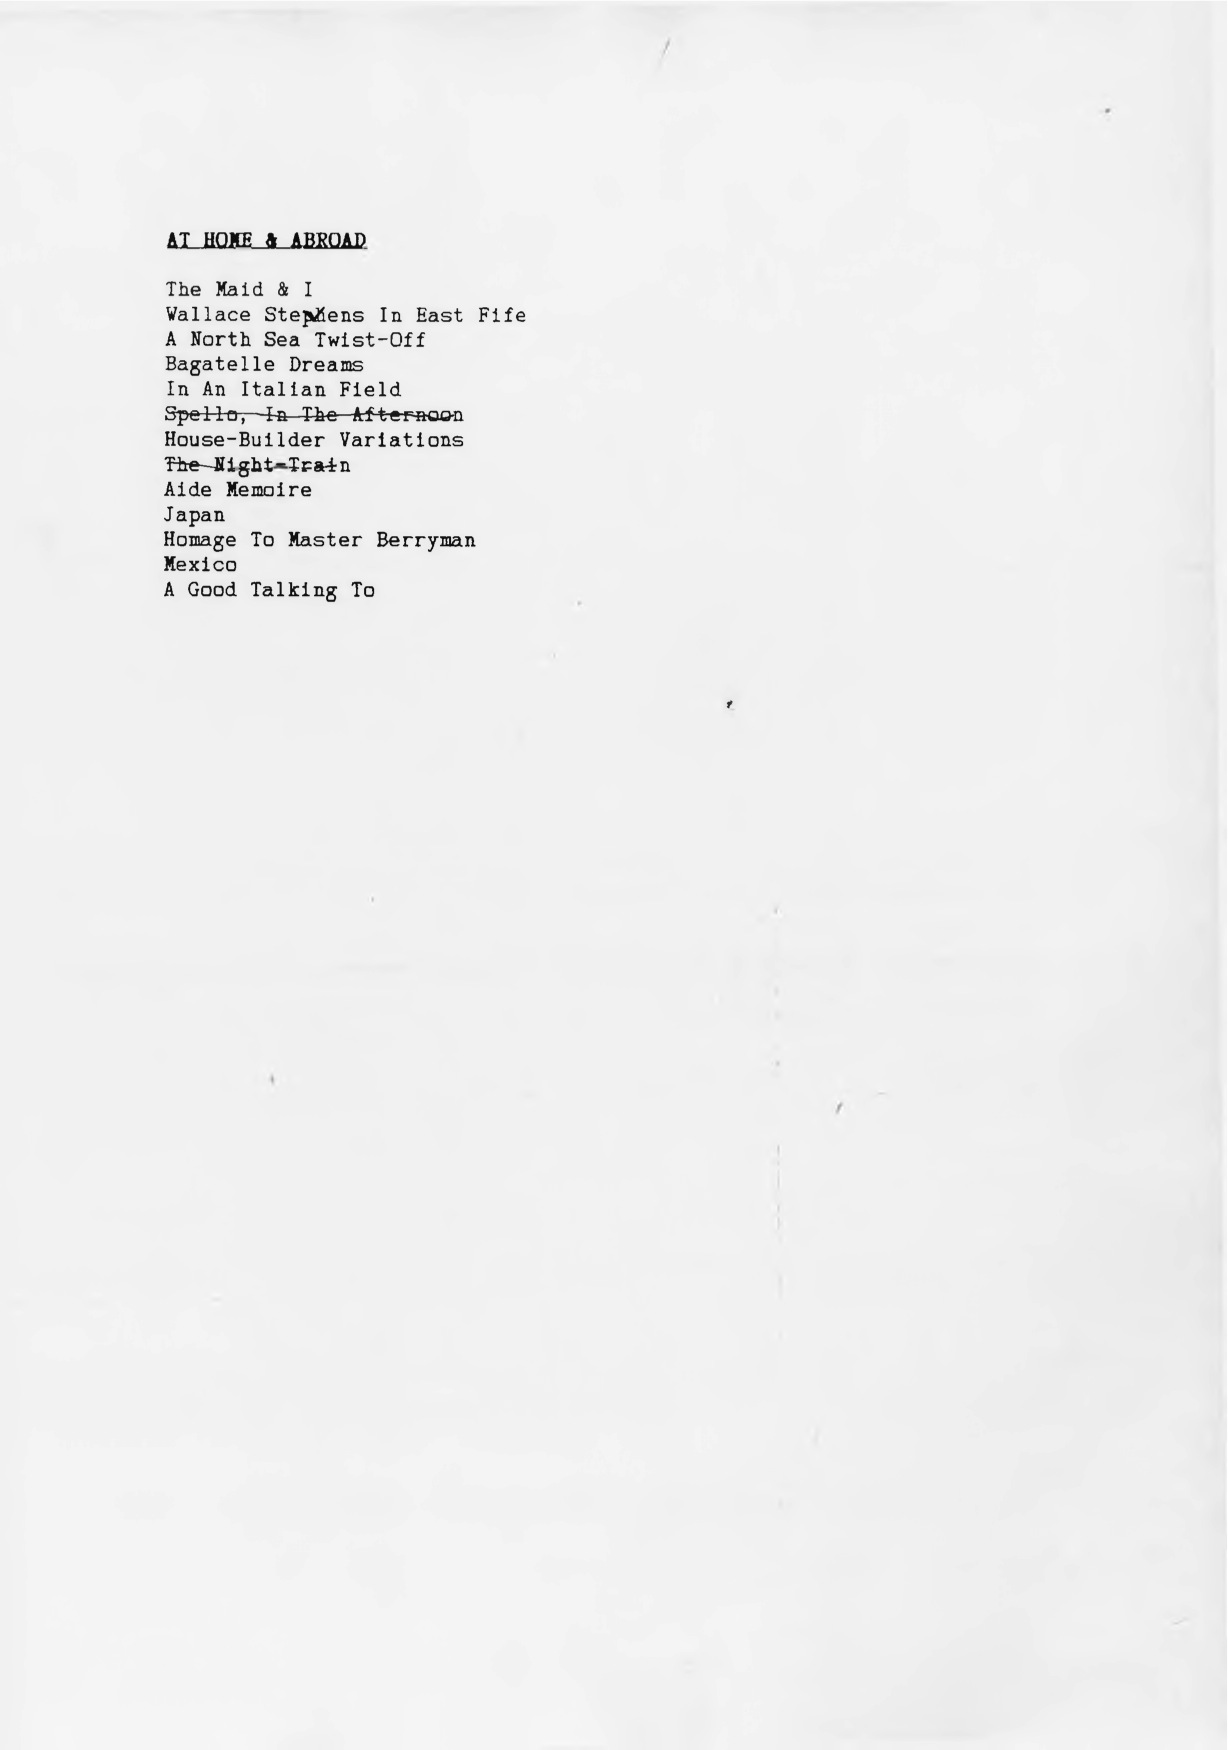 AT HOME & ABROAD
The Maid & I
Wallace Stephens In East Fife
A North Sea Twist-Off
Bagatelle Dreams
In An Italian Field
Spello, In The Afternoon
House-Builder Variations
The Night-Train
Aide Memoire
Japan
Homage To Master Berryman
Mexico
A Good Talking To